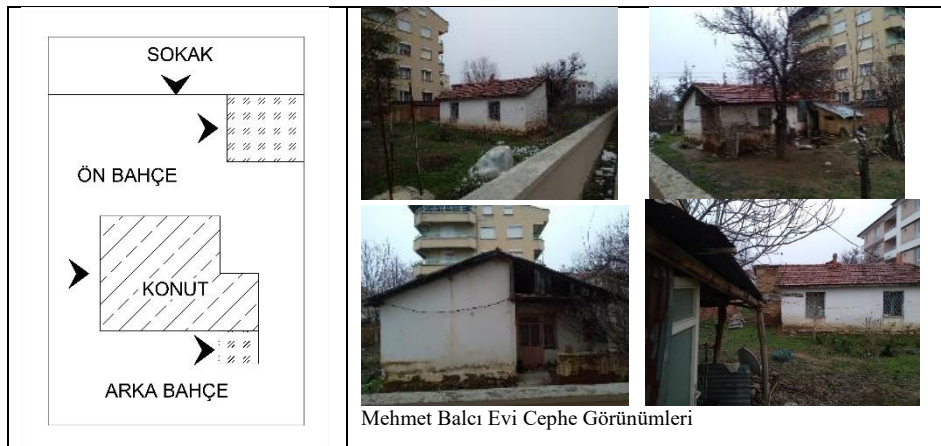 SOKAK
ÖN BAHÇE
KONUT
ARKA BAHÇE
Mehmet Balcı Evi Cephe Görünümleri